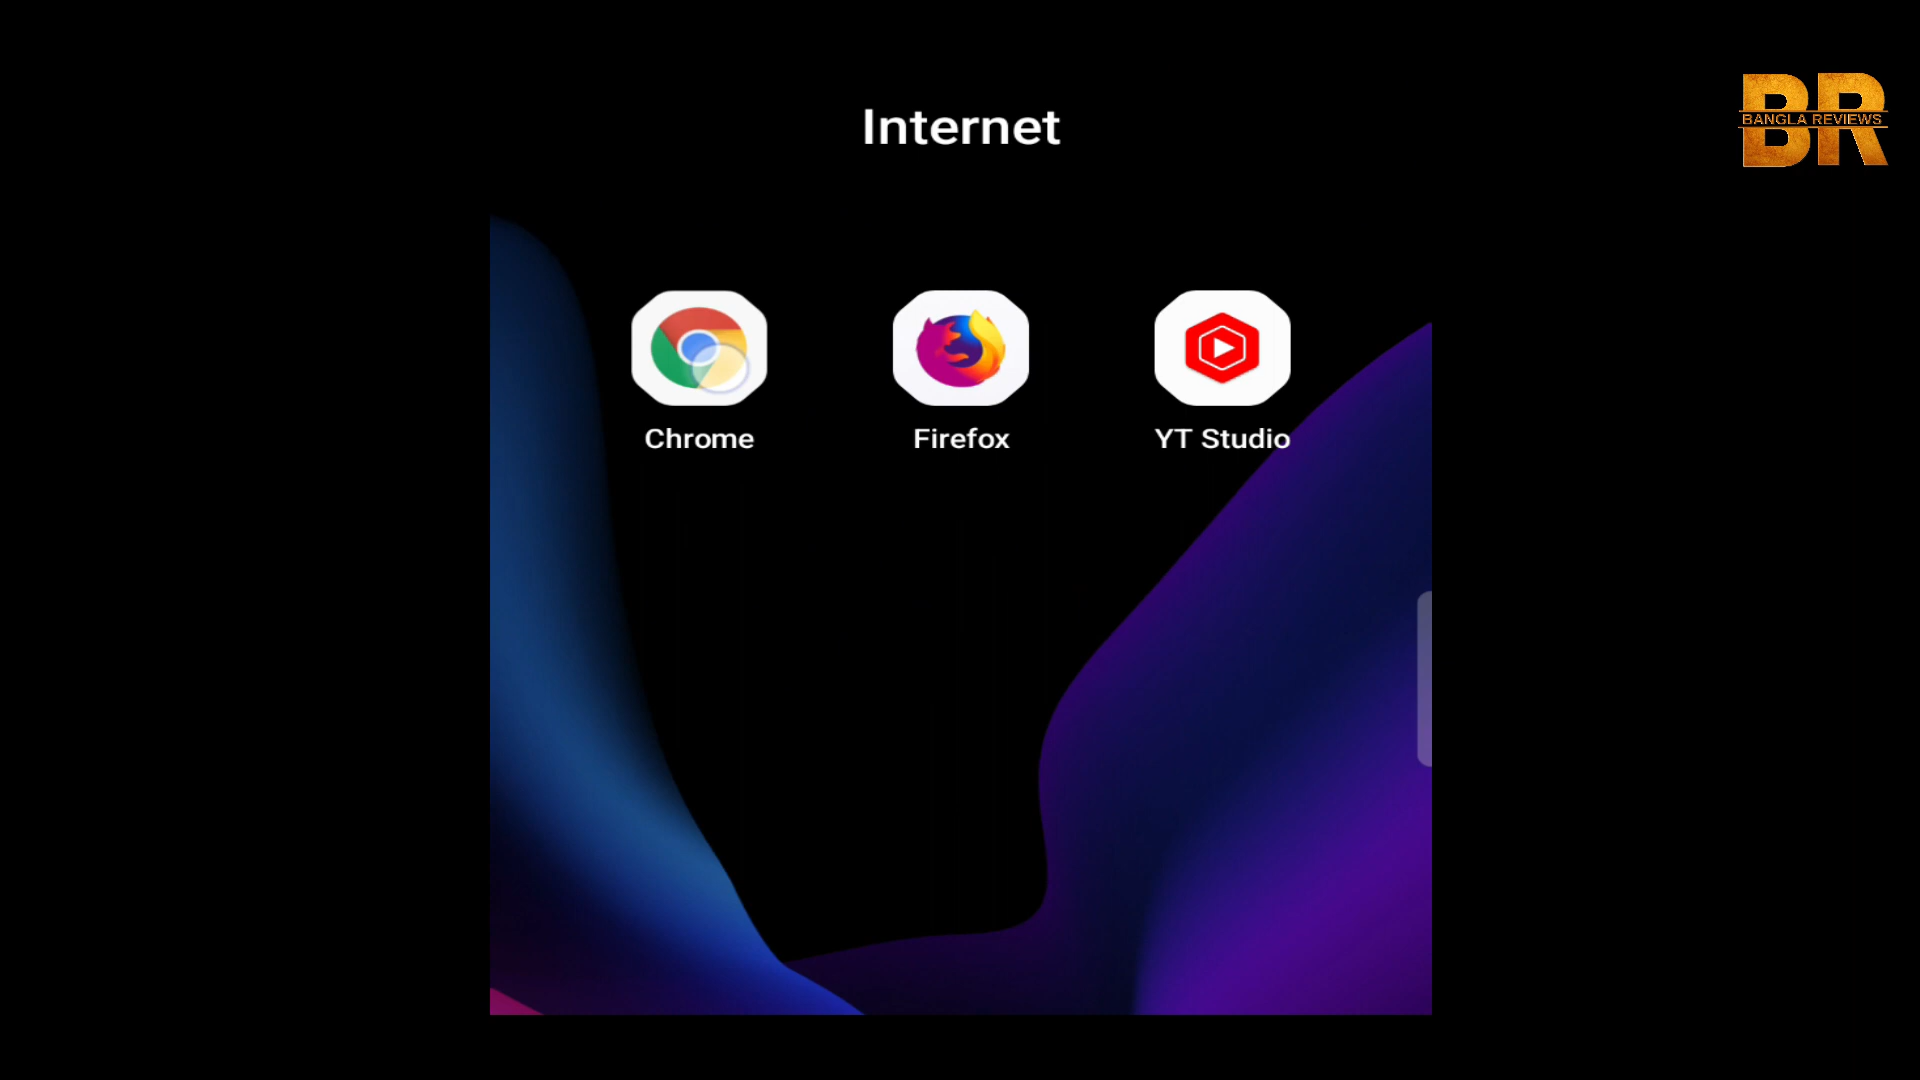 Internet
BR
BANGLA REVIEWS
Chrome
Firefox
YT Studio